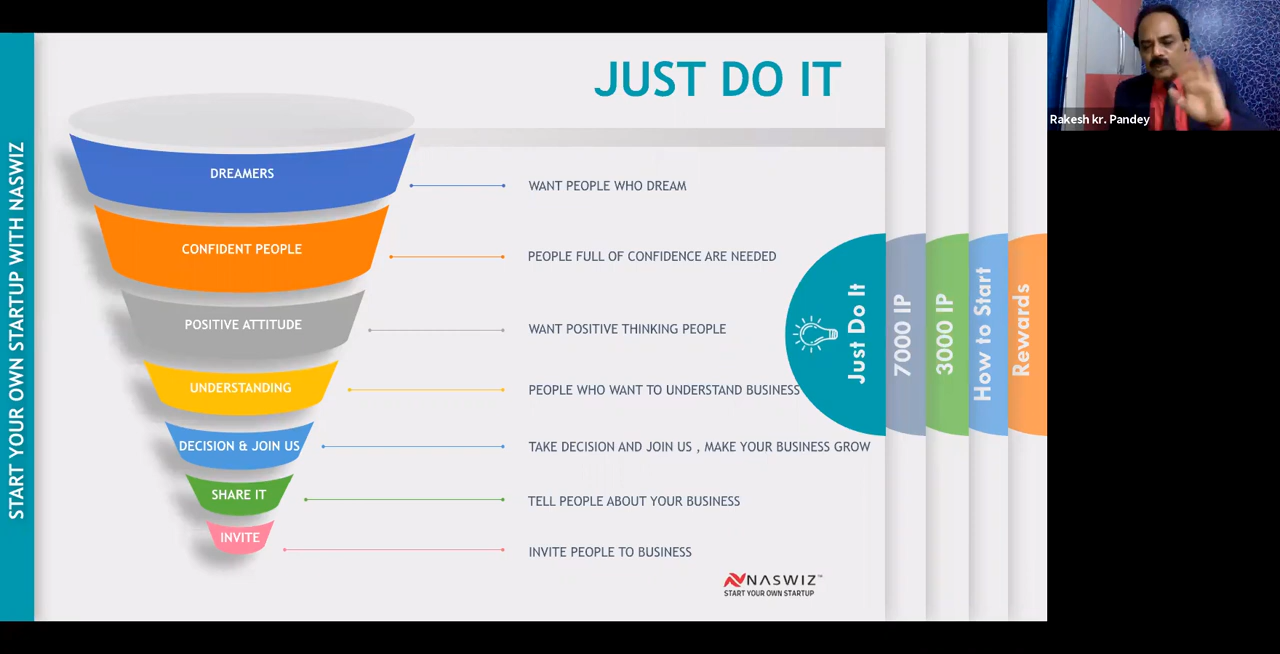 START YOUR OWN STARTUP WITH NASWIZ
JUST DO IT
DREAMERS
WANT PEOPLE WHO DREAM
CONFIDENT PEOPLE
PEOPLE FULL OF CONFIDENCE ARE NEEDED
POSITIVE ATTITUDE
WANT POSITIVE THINKING PEOPLE
UNDERSTANDING
PEOPLE WHO WANT TO UNDERSTAND BUSINESS
DECISION & JOIN US
TAKE DECISION AND JOIN US , MAKE YOUR BUSINESS GROW
SHARE IT
TELL PEOPLE ABOUT YOUR BUSINESS
INVITE
INVITE PEOPLE TO BUSINESS
Just Do It
7000 IP
3000 IP
How to Start
Rewards
NASWIZ™
START YOUR OWN STARTUP
Rakesh kr. Pandey